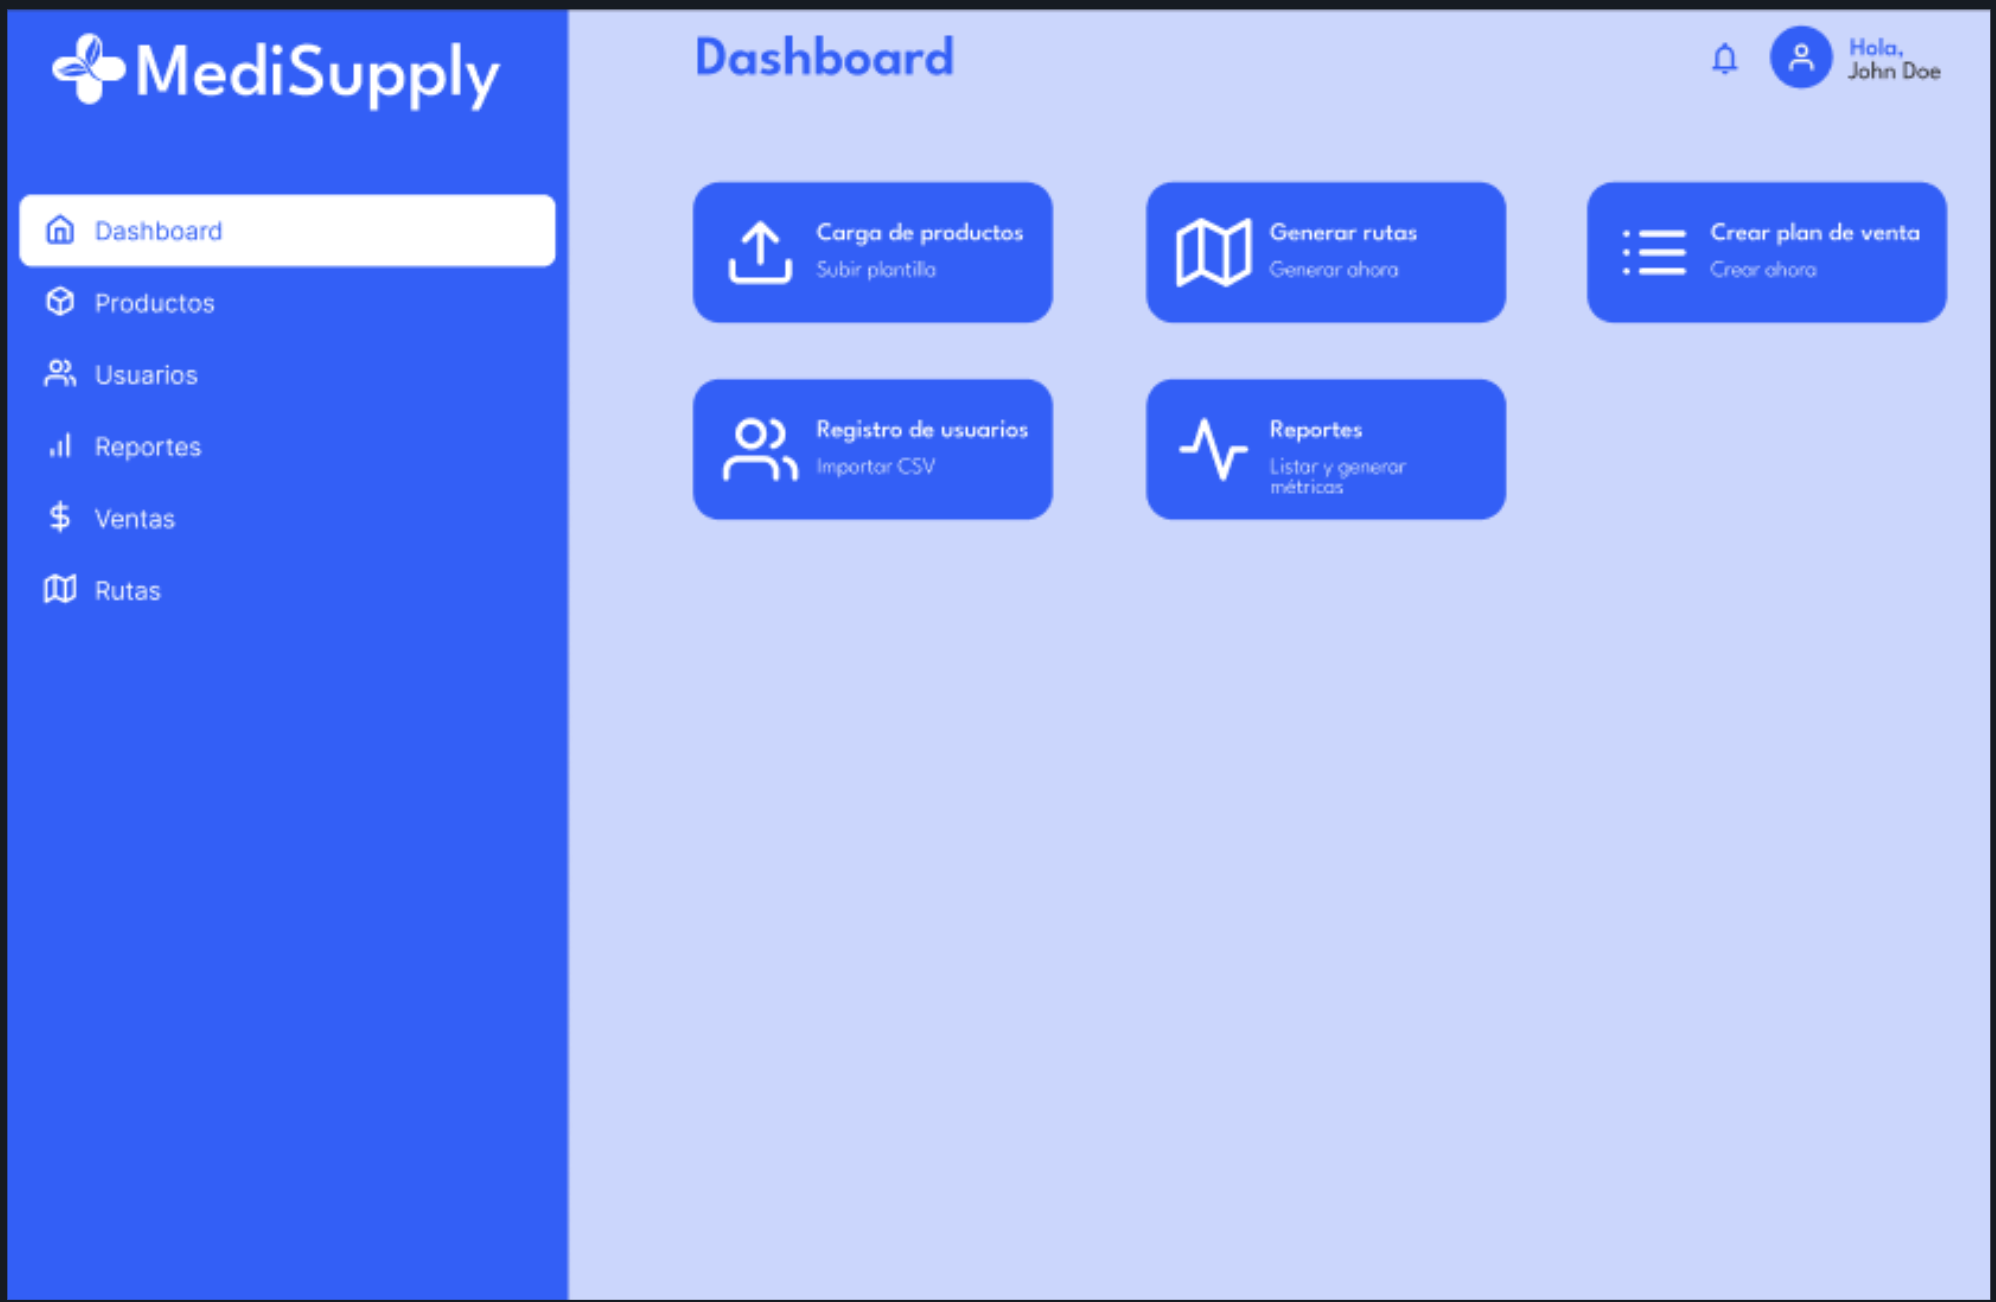 MediSupply
Dashboard
Productos
Usuarios
Reportes
Ventas
Rutas
Dashboard
Hola,
John Doe
Carga de productos
Subir plantilla
Generar rutas
Generar ahora
Crear plan de venta
Crear ahora
Registro de usuarios
Importar CSV
Reportes
Listar y generar
métricas